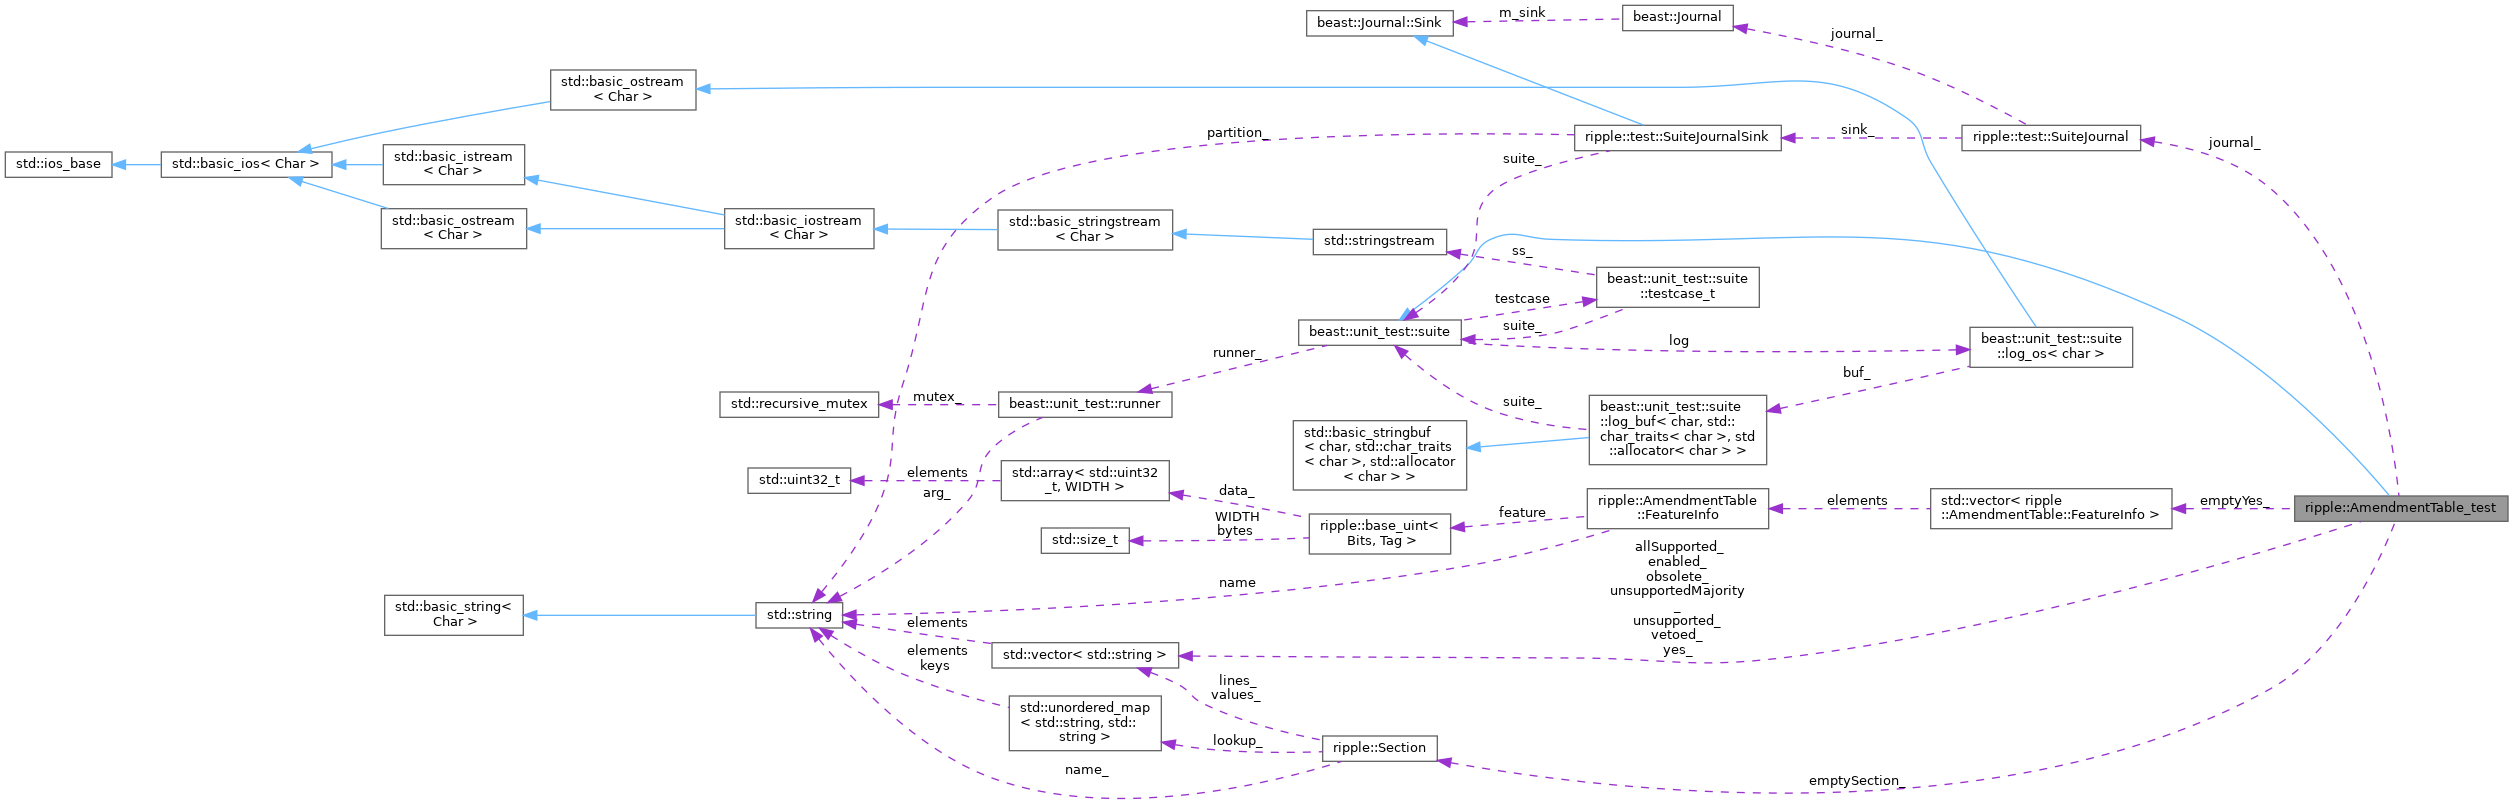 beast::Journal::Sink
m_sink
beast::Journal
journal_
std::basic_ostream
< Char >
partition_
ripple::test::SuiteJournalSink
sink_
ripple::test::SuiteJournal
journal_
std::ios_base
std::basic_ios< Char >
std::basic_istream
< Char >
suite_
std::basic_ostream
< Char >
std::basic_iostream
< Char >
std::basic_stringstream
< Char >
std::stringstream
ss_
beast::unit_test::suite
::testcase_t
testcase
suite_
beast::unit_test::suite
log
beast::unit_test::suite
::log_os< char >
runner_
buf_
std::recursive_mutex
mutex_
beast::unit_test::runner
suite_
beast::unit_test::suite
::log_buf< char, std::
char_traits< char >, std
::allocator< char > >
std::basic_stringbuf
< char, std::char_traits
< char >, std::allocator
< char > >
std::uint32_t
elements
arg_
std::array< std::uint32
_t, WIDTH >
data_
WIDTH
bytes
std::size_t
ripple::base_uint<
Bits, Tag >
feature
ripple::AmendmentTable
::FeatureInfo
elements
std::vector< ripple
::AmendmentTable::FeatureInfo >
emptyYes_
ripple::AmendmentTable_test
name
allSupported_
enabled_
obsolete_
unsupportedMajority
_
unsupported_
vetoed_
yes_
std::basic_string<
Char >
std::string
elements
std::vector< std::string >
elements
keys
lines_
values_
std::unordered_map
< std::string, std::
string >
lookup_
ripple::Section
name_
emptySection_